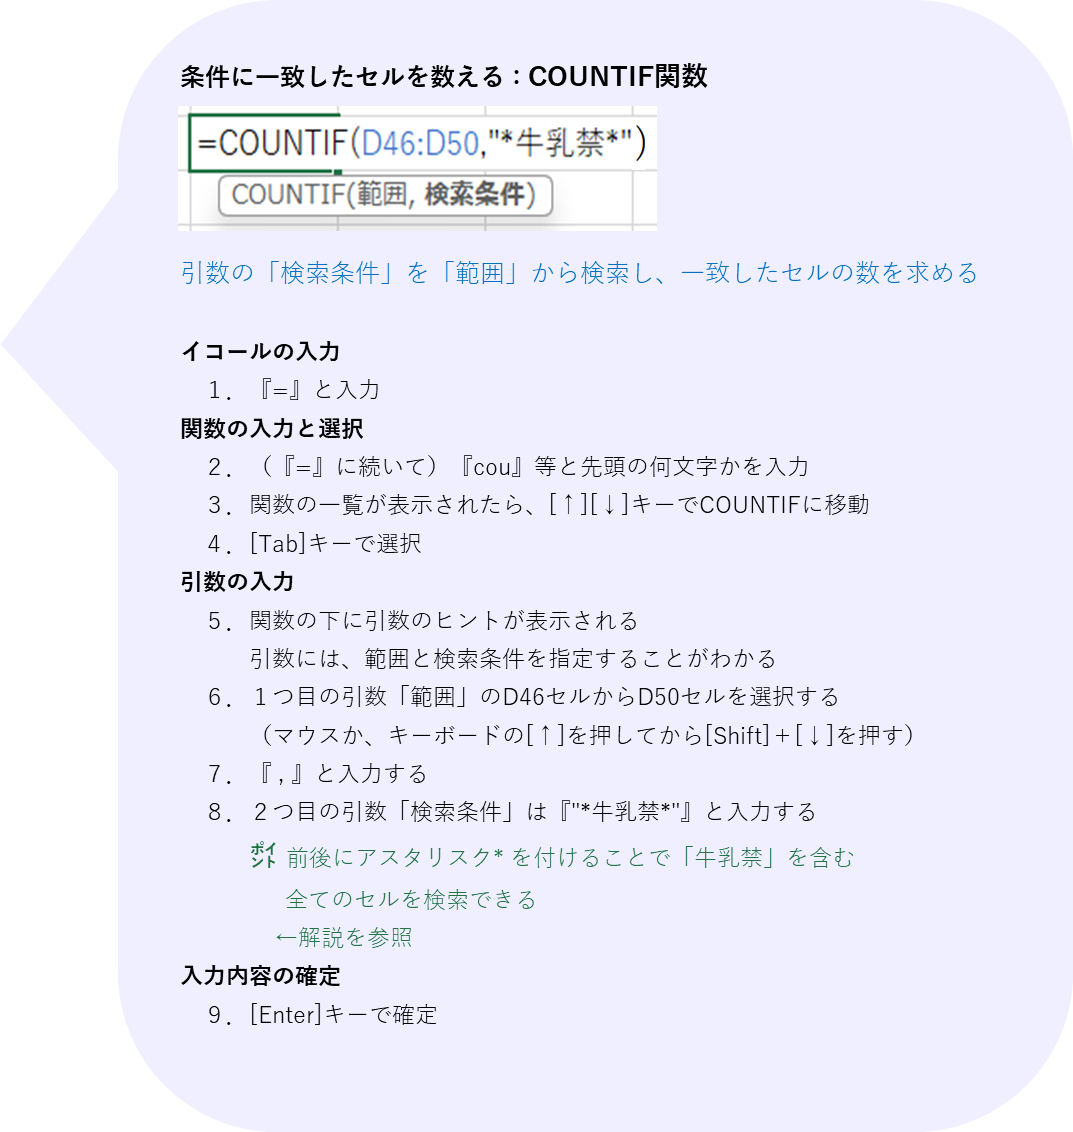 条件に一致したセルを数える：COUNTIF関数
=COUNTIF(D46:D50,"*牛乳禁*")
COUNTIF(範囲, 検索条件)
引数の「検索条件」を「範囲」から検索し、一致したセルの数を求める
イコールの入力
１．『=』と入力
関数の入力と選択
２．（『=』に続いて）『cou』等と先頭の何文字かを入力
３．関数の一覧が表示されたら、[↑][↓]キーでCOUNTIFに移動
４．[Tab]キーで選択
引数の入力
５．関数の下に引数のヒントが表示される
引数には、範囲と検索条件を指定することがわかる
６．１つ目の引数「範囲」のD46セルからD50セルを選択する
（マウスか、キーボードの[↑]を押してから[Shit]＋[↓]を押す）
７．『 , 』と入力する
８．２つ目の引数「検索条件」は『"*牛乳禁*"』と入力する
ポイント 前後にアスタリスク* を付けることで「牛乳禁」を含む
全てのセルを検索できる
←解説を参照
入力内容の確定
９．[Enter]キーで確定